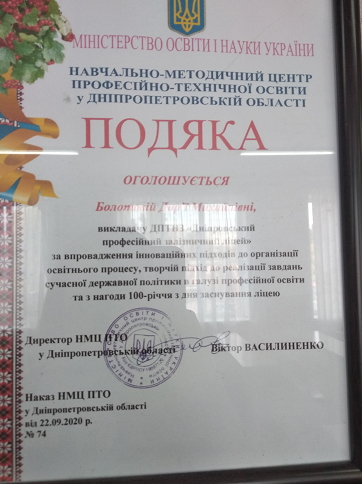 МІНІСТЕРСТВО ОСВІТИ І НАУКИ УКРАЇНИ
НАВЧАЛЬНО-МЕТОДИЧНИЙ ЦЕНТР
ПРОФЕСІЙНО-ТЕХНІЧНОЇ ОСВІТИ
у ДНІПРОПЕТРОВСЬКІЙ ОБЛАСТІ
ПОДЯКА
ОГОЛОШУЄТЬСЯ
викладачу ДПТНЗ «Дніпровський
професійний залізничний ліцей»
за впровадження інноваційних підходів до організації
освітнього процесу, творчий підхід до реалізації завдань
сучасної державної політики в галузі професійної освіти
та з нагоди 100-річчя з дня заснування ліцею
Директор НМЦ ПТО
у Дніпропетровській області Віктор ВАСИЛИНЕНКО
Наказ НМЦ ПТО
у Дніпропетровській області
від 22.09.2020 р.
№ 74